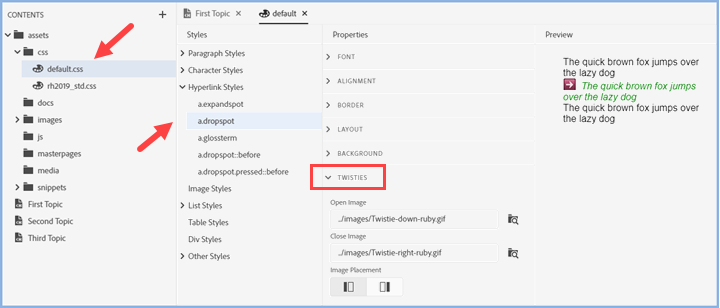 CONTENTS
assets
css
default.css
rh2019_std.css
docs
images
js
masterpages
media
snippets
First Topic
Second Topic
Third Topic
First Topic
default
Styles
Paragraph Styles
Character Styles
Hyperlink Styles
a.expandspot
a.dropspot
a.glossterm
a.dropspot::before
a.dropspot.pressed::before
Image Styles
List Styles
Table Styles
Div Styles
Other Styles
Properties
FONT
ALIGNMENT
BORDER
LAYOUT
BACKGROUND
TWISTIES
Open Image
../images/Twistie-down-ruby.gif
Close Image
../images/Twistie-right-ruby.gif
Image Placement
Preview
The quick brown fox jumps over
the lazy dog
The quick brown fox jumps
over the lazy dog
The quick brown fox jumps over
the lazy dog